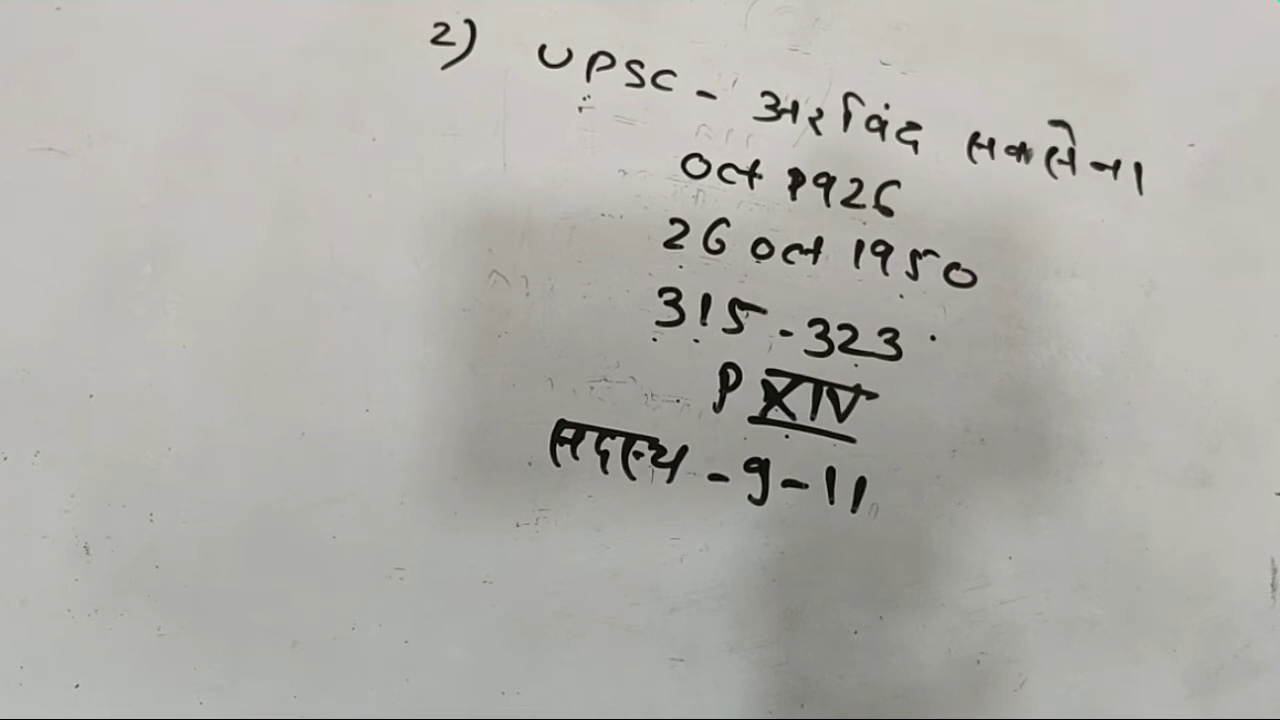 2) UPSC - अरविंद सक्सेना
Oct 1926
26 Oct 1950
315 - 323
P XIV
सदस्य - 9 - 11